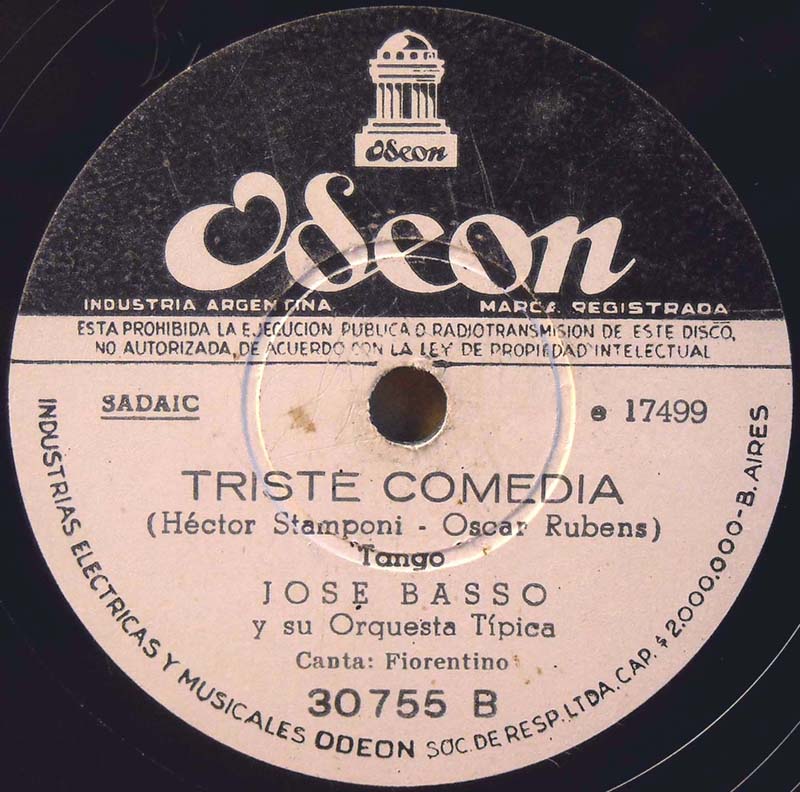 Odeon
Odeon
INDUSTRIA ARGENTINA MARCA REGISTRADA
ESTA PROHIBIDA LA EJECUCION PUBLICA O RADIOTRANSMISION DE ESTE DISCO,
NO AUTORIZADA, DE ACUERDO CON LA LEY DE PROPIEDAD INTELECTUAL
SADAIC e 17499
TRISTE COMEDIA
(Héctor Stamponi - Oscar Rubens)
Tango
JOSE BASSO
y su Orquesta Típica
Canta: Fiorentino
30755 B
INDUSTRIAS ELECTRICAS Y MUSICALES ODEON SOC. DE RESP. LTDA. CAP. $ 2.000.000-B. AIRES